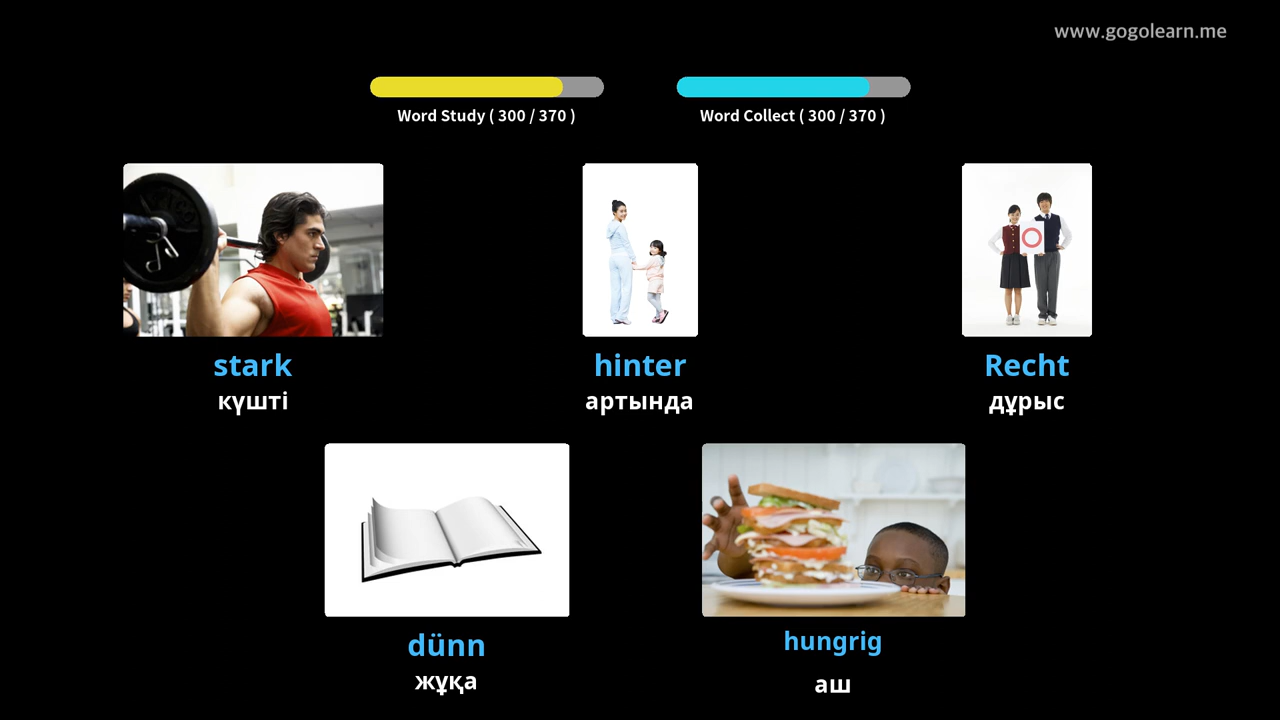 www.gogolearn.me
Word Study ( 300 / 370 )
Word Collect ( 300 / 370 )
stark
күшті
hinter
артында
Recht
дұрыс
dünn
жұқа
hungrig
аш